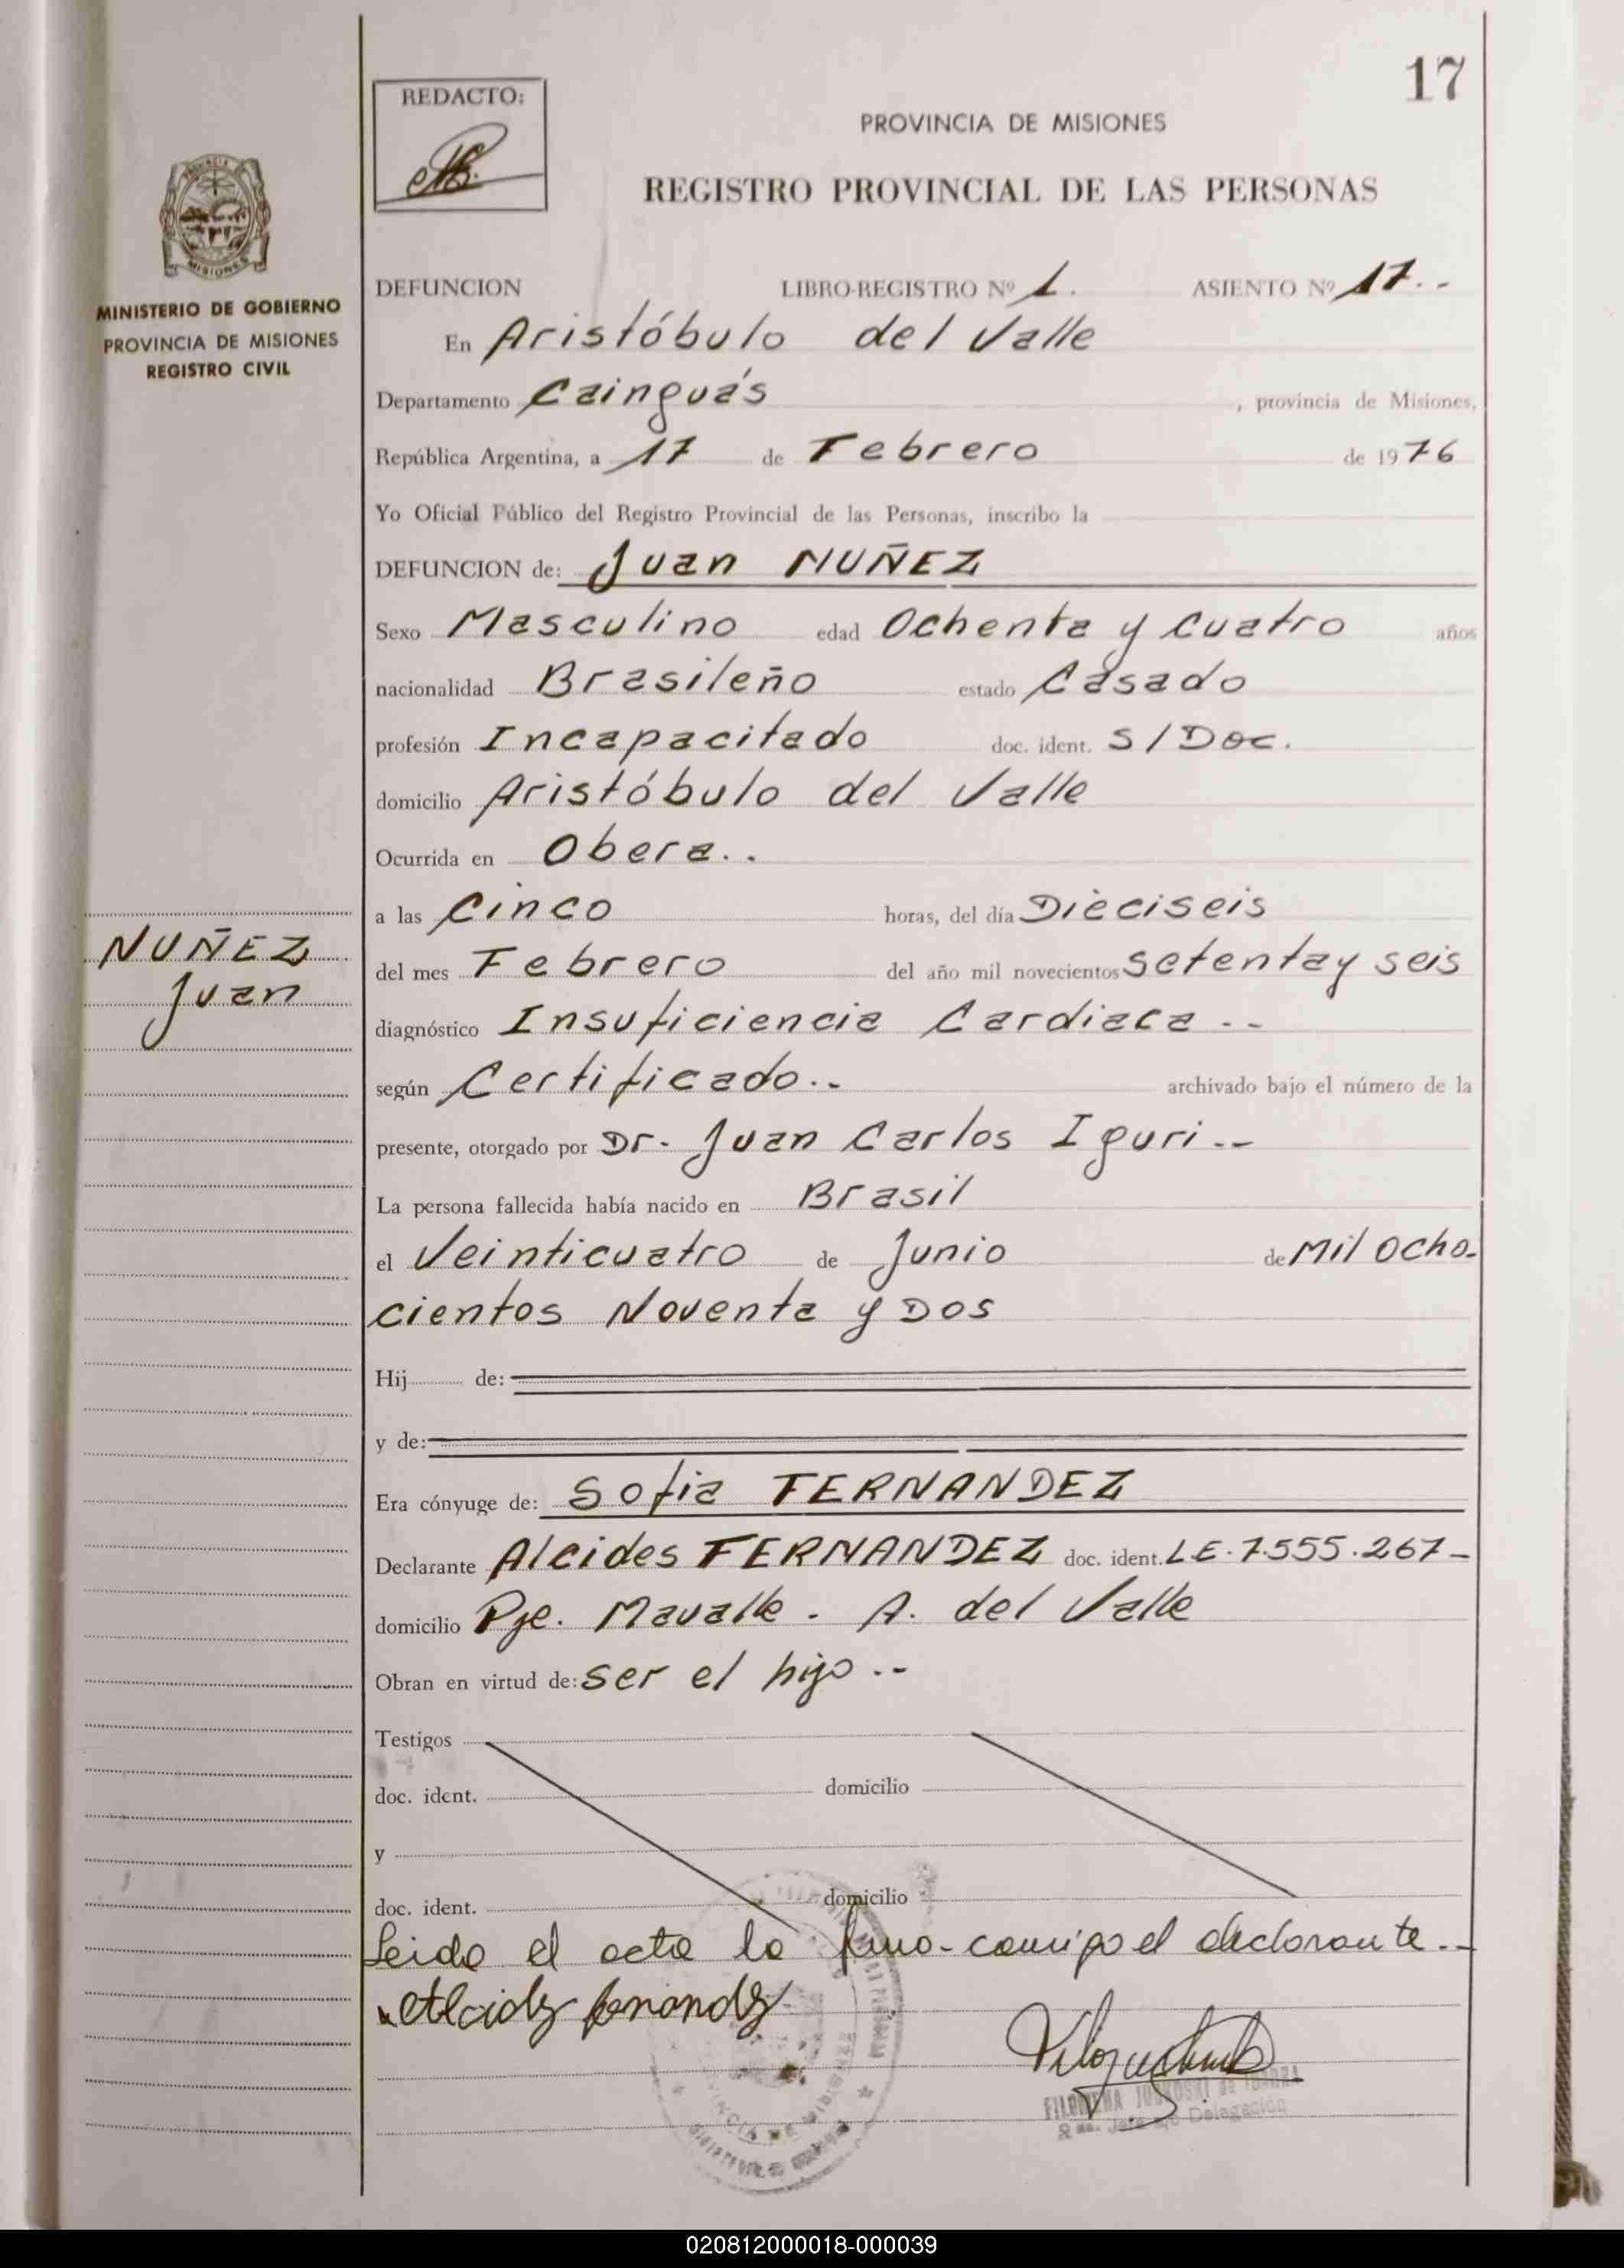 17
REDACTO:
PROVINCIA DE MISIONES
REGISTRO PROVINCIAL DE LAS PERSONAS
MISIONES
MINISTERIO DE GOBIERNO
PROVINCIA DE MISIONES
REGISTRO CIVIL
DEFUNCION LIBRO-REGISTRO Nº 1. ASIENTO Nº 17.-
En Aristóbulo del Valle
Departamento Cainguás, provincia de Misiones,
República Argentina, a 17 de Febrero de 1976
Yo Oficial Público del Registro Provincial de las Personas, inscribo la
DEFUNCION de: Juan NUÑEZ
Sexo Masculino edad Ochenta y Cuatro años
nacionalidad Brasileño estado Casado
profesión Incapacitado doc. ident. S/Doc.
domicilio Aristóbulo del Valle
Ocurrida en Obera..
a las Cinco horas, del día Dieciseis
del mes Febrero del año mil novecientos setenta y seis
diagnóstico Insuficiencia Cardiaca --
según Certificado.- archivado bajo el número de la
presente, otorgado por Dr. Juan Carlos Iguri --
La persona fallecida había nacido en Brasil
el Veinticuatro de Junio de Mil Ocho-
cientos Noventa y Dos
Hij de:
y de:
Era cónyuge de: Sofia FERNANDEZ
Declarante Alcides FERNANDEZ doc. ident. L.E. 7.555.267-
domicilio Pje. Mavalle. A. del Valle
Obran en virtud de: ser el hijo --
Testigos
doc. ident. domicilio
y
doc. ident. domicilio
Leido el acta la firmo conmigo el declarante.-
NUÑEZ
Juan
020812000018-000039